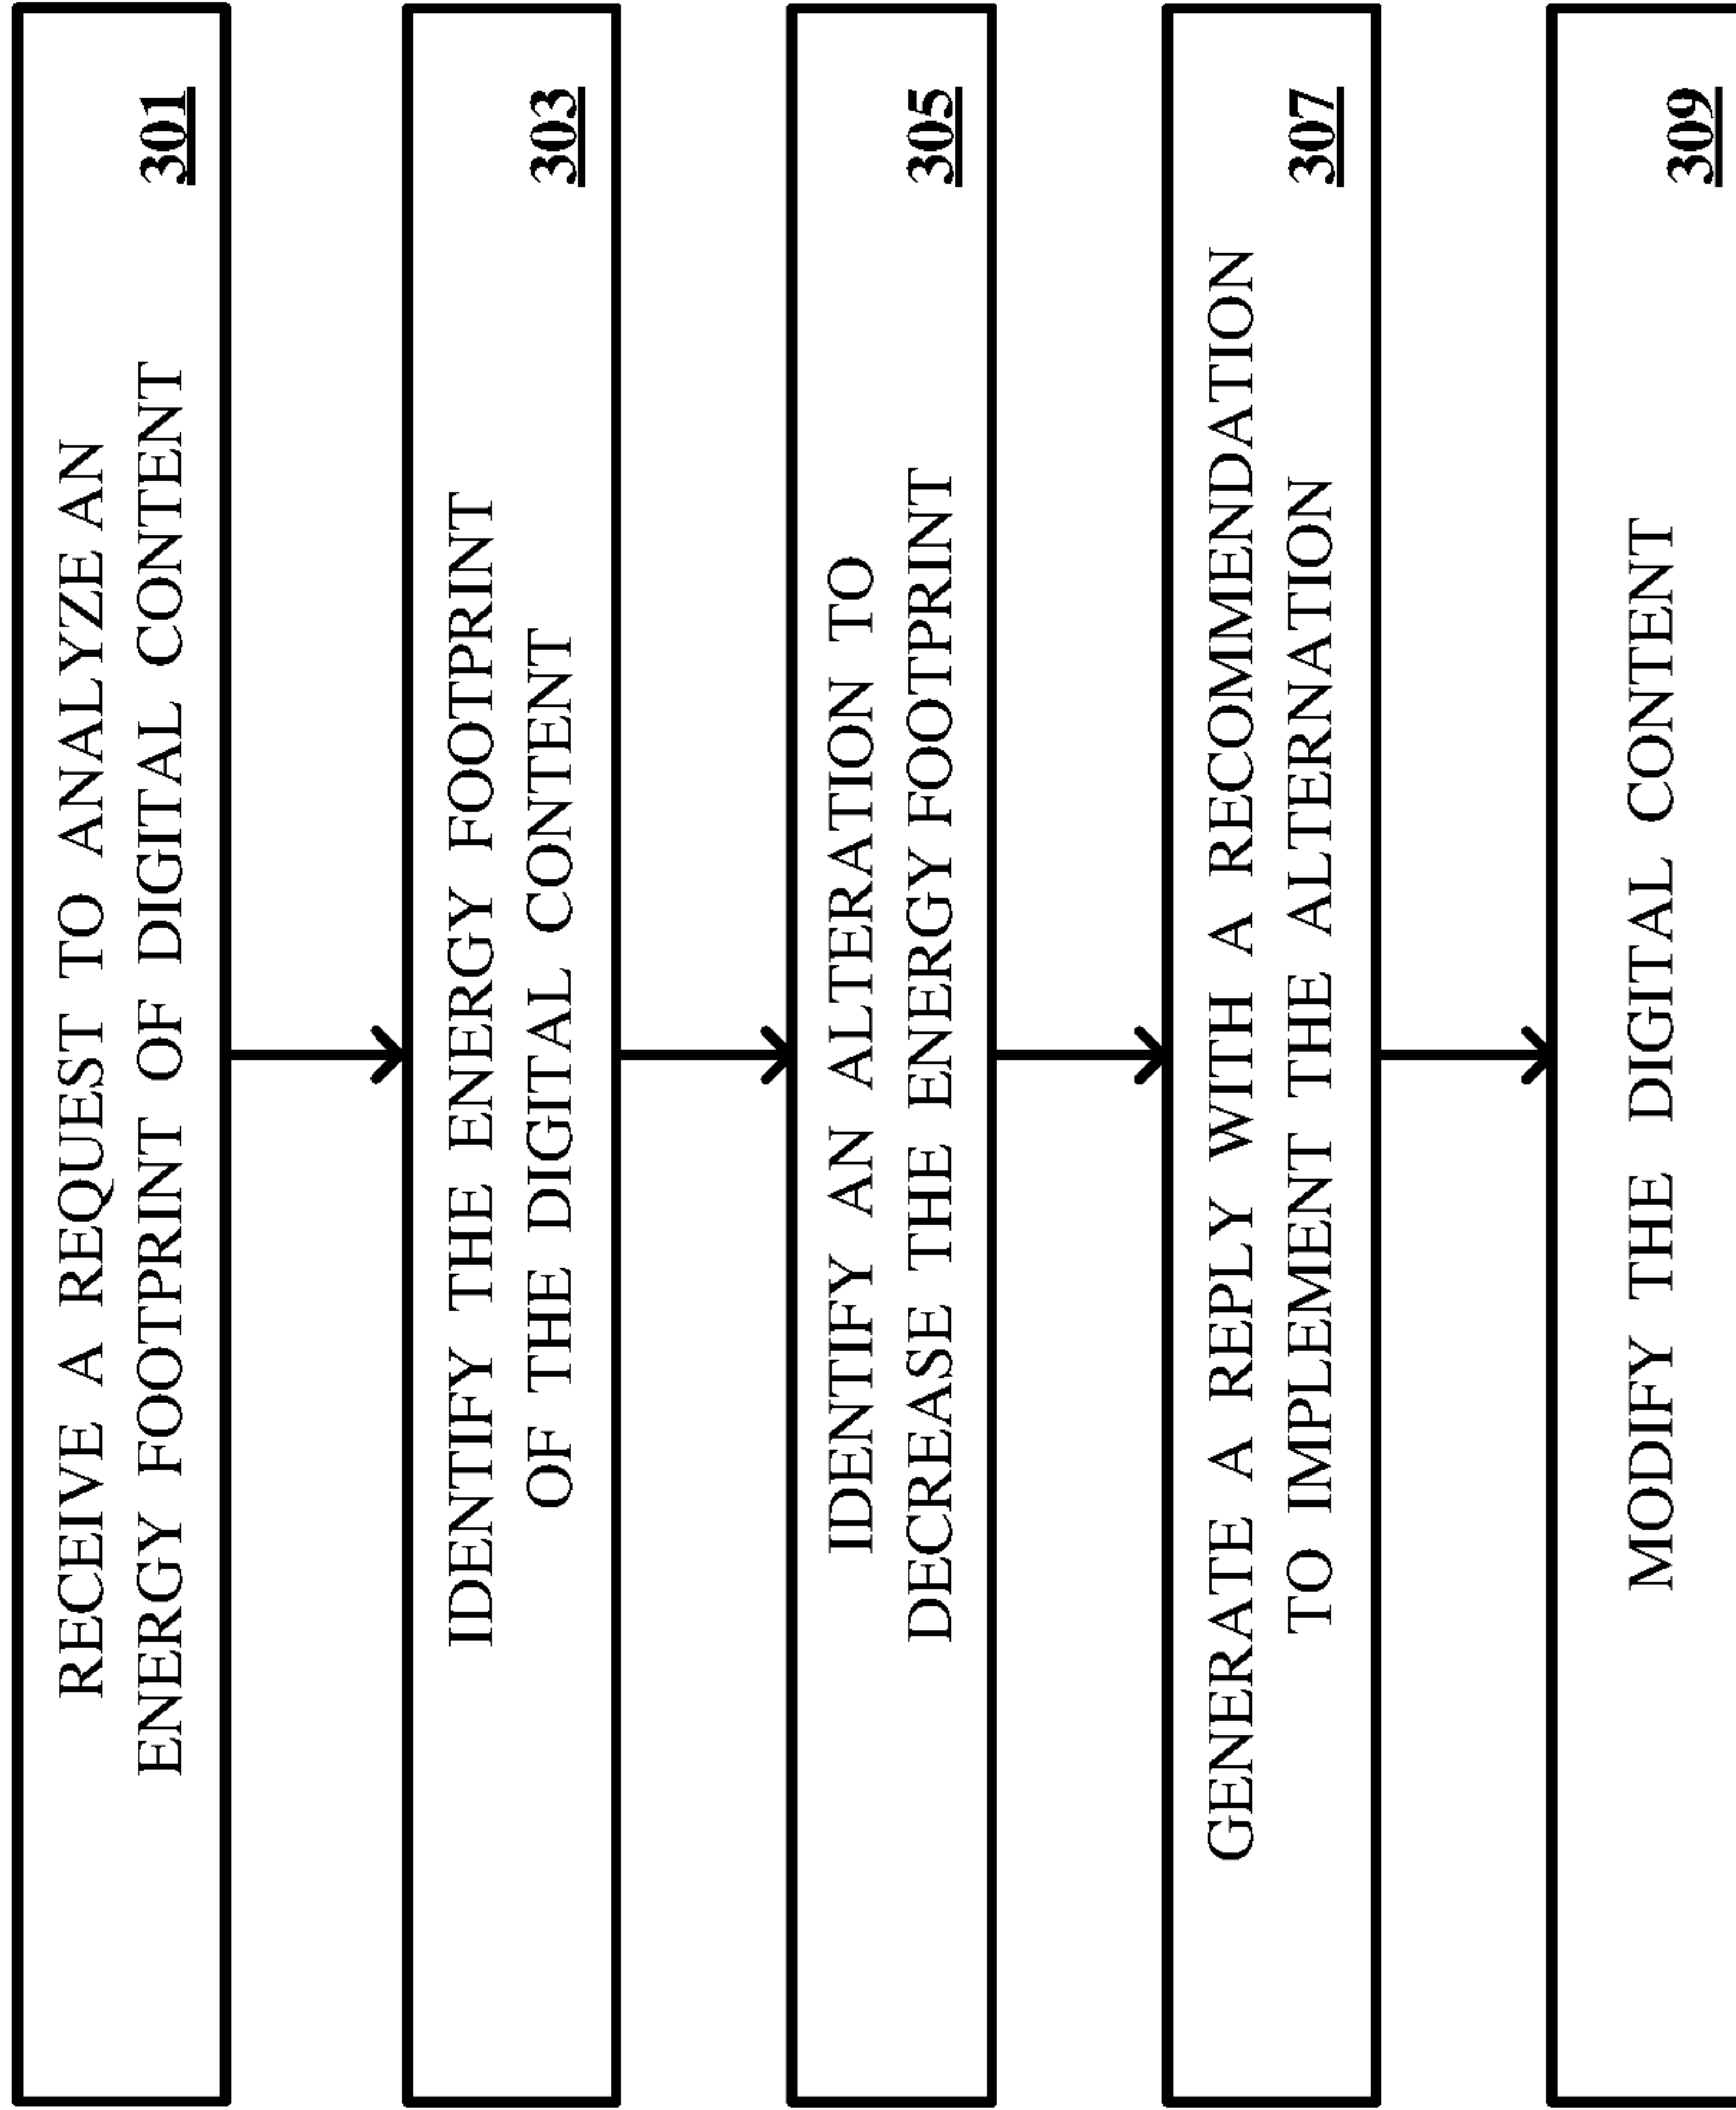 RECEIVE A REQUEST TO ANALYZE AN
ENERGY FOOTPRINT OF DIGITAL CONTENT
301
IDENTIFY THE ENERGY FOOTPRINT
OF THE DIGITAL CONTENT
303
IDENTIFY AN ALTERATION TO
DECREASE THE ENERGY FOOTPRINT
305
GENERATE A REPLY WITH A RECOMMENDATION
TO IMPLEMENT THE ALTERNATION
307
MODIFY THE DIGITAL CONTENT
309